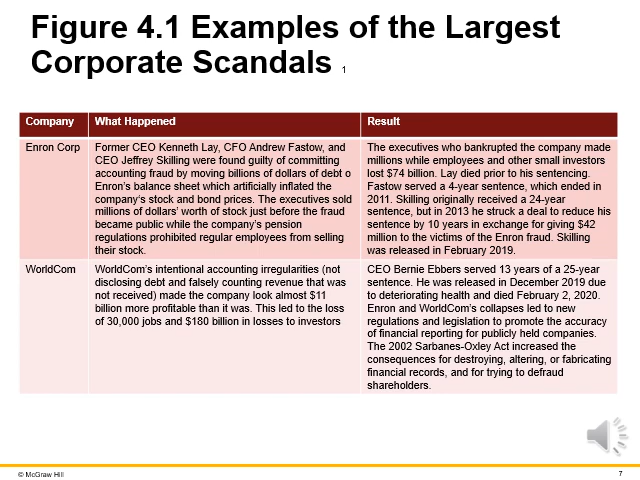 Figure 4.1 Examples of the Largest
Corporate Scandals 1
Company What Happened Result
Enron Corp
Former CEO Kenneth Lay, CFO Andrew Fastow, and
CEO Jeffrey Skilling were found guilty of committing
accounting fraud by moving billions of dollars of debt o
Enron's balance sheet which artificially inflated the
company's stock and bond prices. The executives sold
millions of dollars' worth of stock just before the fraud
became public while the company's pension
regulations prohibited regular employees from selling
their stock.
The executives who bankrupted the company made
millions while employees and other small investors
lost $74 billion. Lay died prior to his sentencing.
Fastow served a 4-year sentence, which ended in
2011. Skilling originally received a 24-year
sentence, but in 2013 he struck a deal to reduce his
sentence by 10 years in exchange for giving $42
million to the victims of the Enron fraud. Skilling
was released in February 2019.
WorldCom
WorldCom's intentional accounting irregularities (not
disclosing debt and falsely counting revenue that was
not received) made the company look almost $11
billion more profitable than it was. This led to the loss
of 30,000 jobs and $180 billion in losses to investors
CEO Bernie Ebbers served 13 years of a 25-year
sentence. He was released in December 2019 due
to deteriorating health and died February 2, 2020.
Enron and WorldCom's collapses led to new
regulations and legislation to promote the accuracy
of financial reporting for publicly held companies.
The 2002 Sarbanes-Oxley Act increased the
consequences for destroying, altering, or fabricating
financial records, and for trying to defraud
shareholders.
© McGraw Hill
7